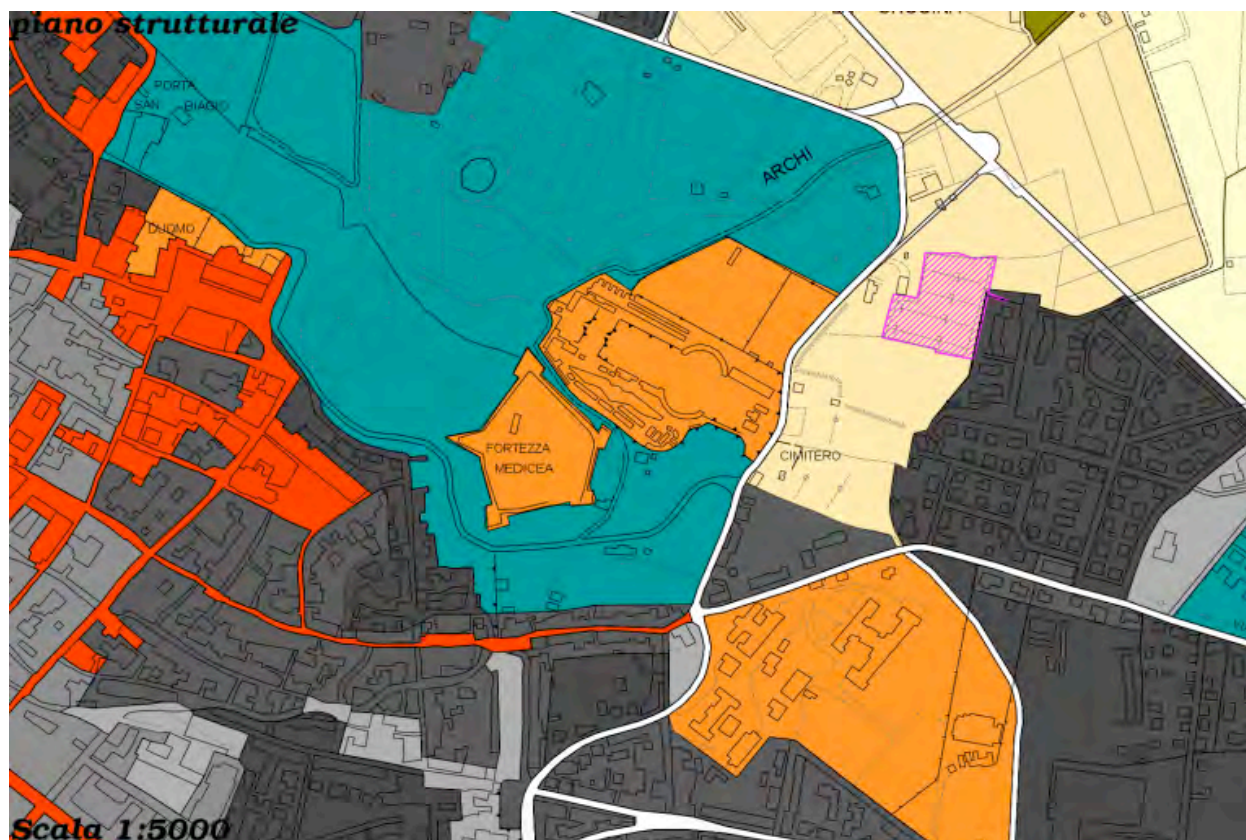 piano strutturale
PORTA
SAN BIAGIO
ARCHI
DUOMO
FORTEZZA
MEDICEA
CIMITERO
Scala 1:5000